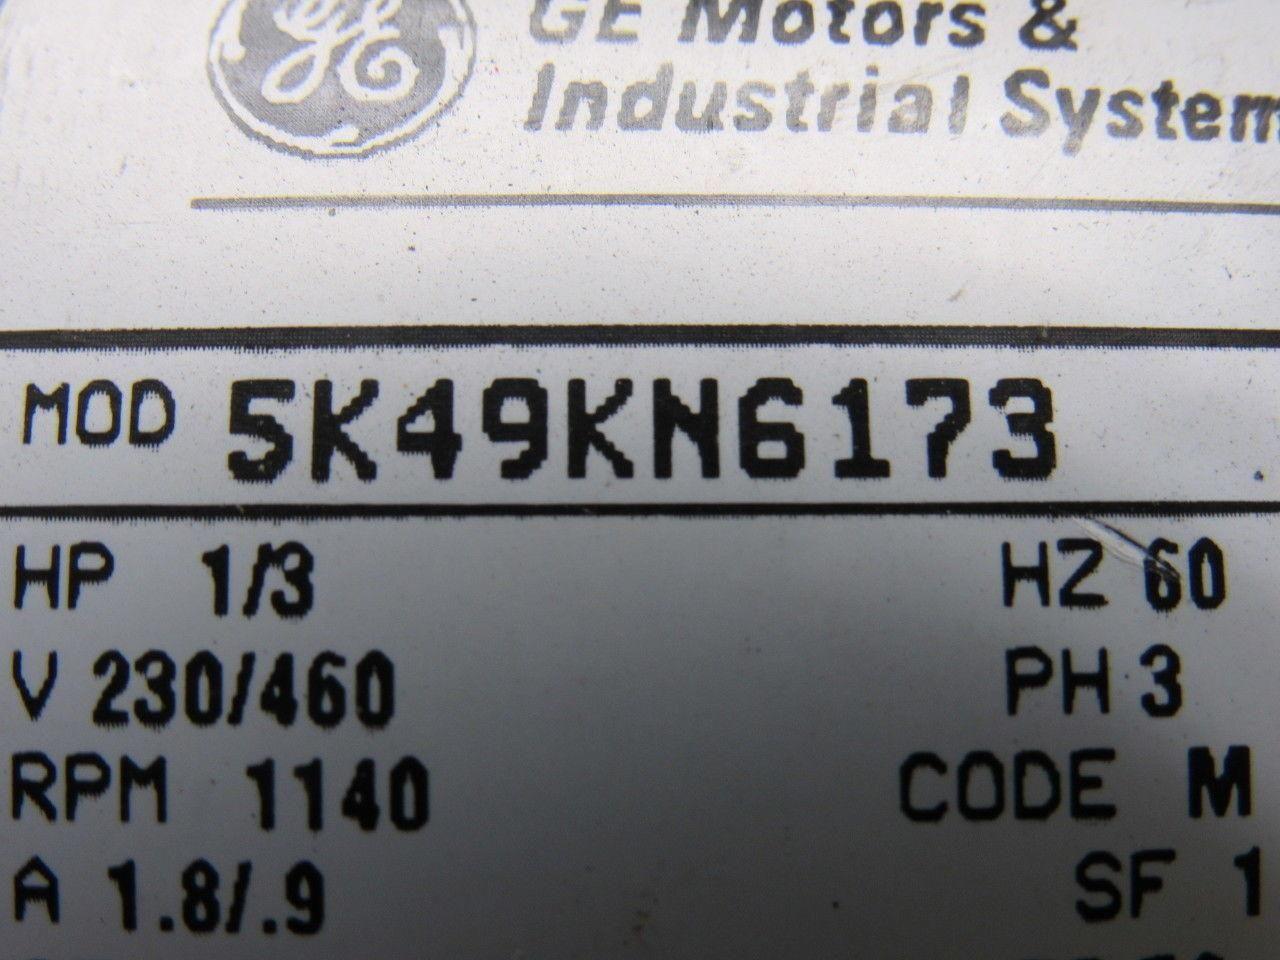 GE
GE Motors &
Industrial System
MOD 5K49KN6173
HP 1/3
HZ 60
V 230/460
PH 3
RPM 1140
CODE M
A 1.8/.9
SF 1